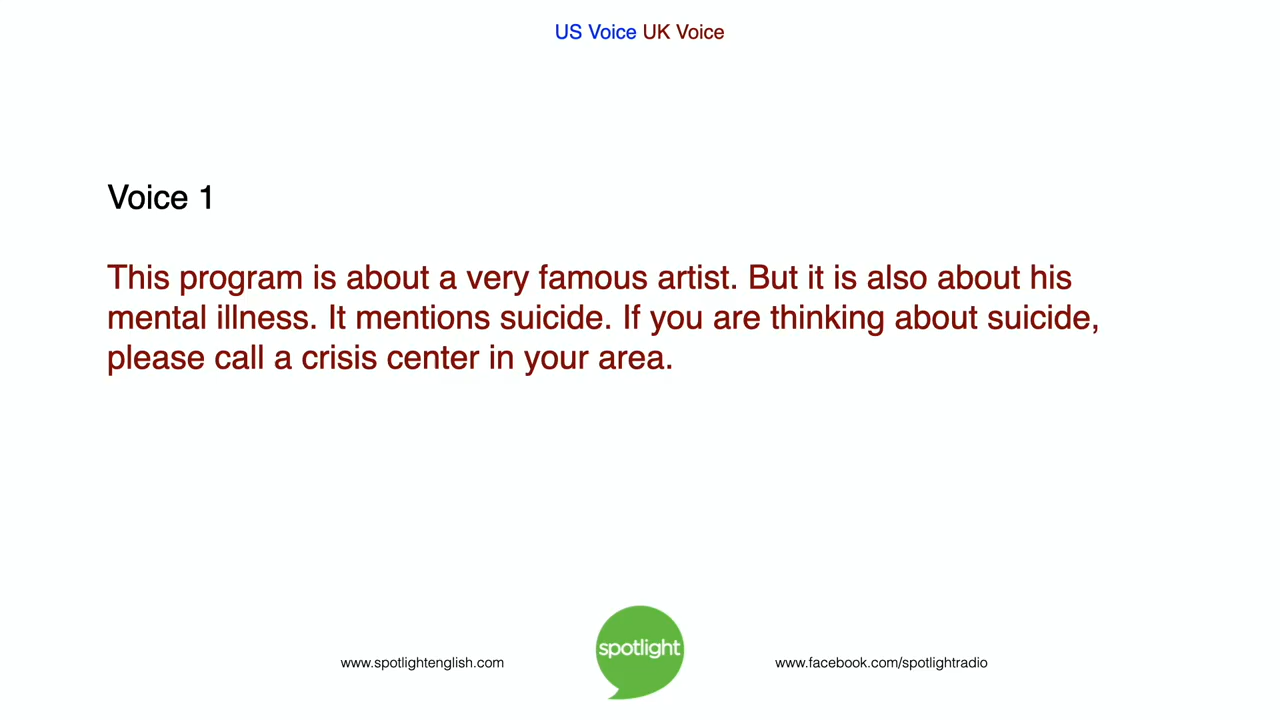 US Voice UK Voice
Voice 1
This program is about a very famous artist. But it is also about his
mental illness. It mentions suicide. If you are thinking about suicide,
please call a crisis center in your area.
spotlight
www.spotlightenglish.com
www.facebook.com/spotlightradio